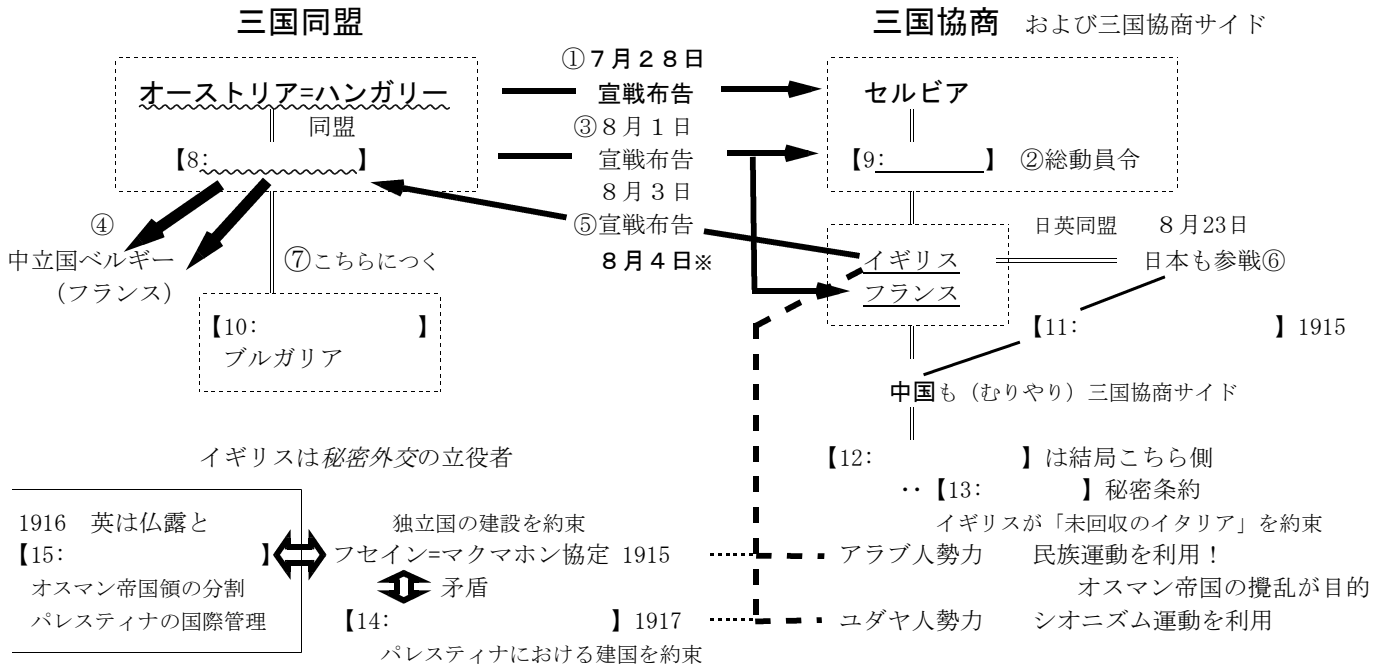 三国同盟
三国協商 および三国協商サイド
①7月28日
オーストリア=ハンガリー
宣戦布告
セルビア
同盟
③8月1日
【8: 】
宣戦布告
【9: 】 ②総動員令
8月3日
④
⑤宣戦布告
日英同盟 8月23日
中立国ベルギー
(フランス)
⑦こちらにつく
8月4日※
イギリス
日本も参戦⑥
フランス
【10: 】
ブルガリア
【11: 】1915
中国も(むりやり)三国協商サイド
イギリスは秘密外交の立役者
【12: 】は結局こちら側
‥【13: 】秘密条約
イギリスが「未回収のイタリア」を約束
1916 英は仏露と
【15: 】
オスマン帝国領の分割
パレスティナの国際管理
独立国の建設を約束
フセイン=マクマホン協定 1915
矛盾
【14: 】1917
パレスティナにおける建国を約束
アラブ人勢力 民族運動を利用!
オスマン帝国の攪乱が目的
ユダヤ人勢力 シオニズム運動を利用